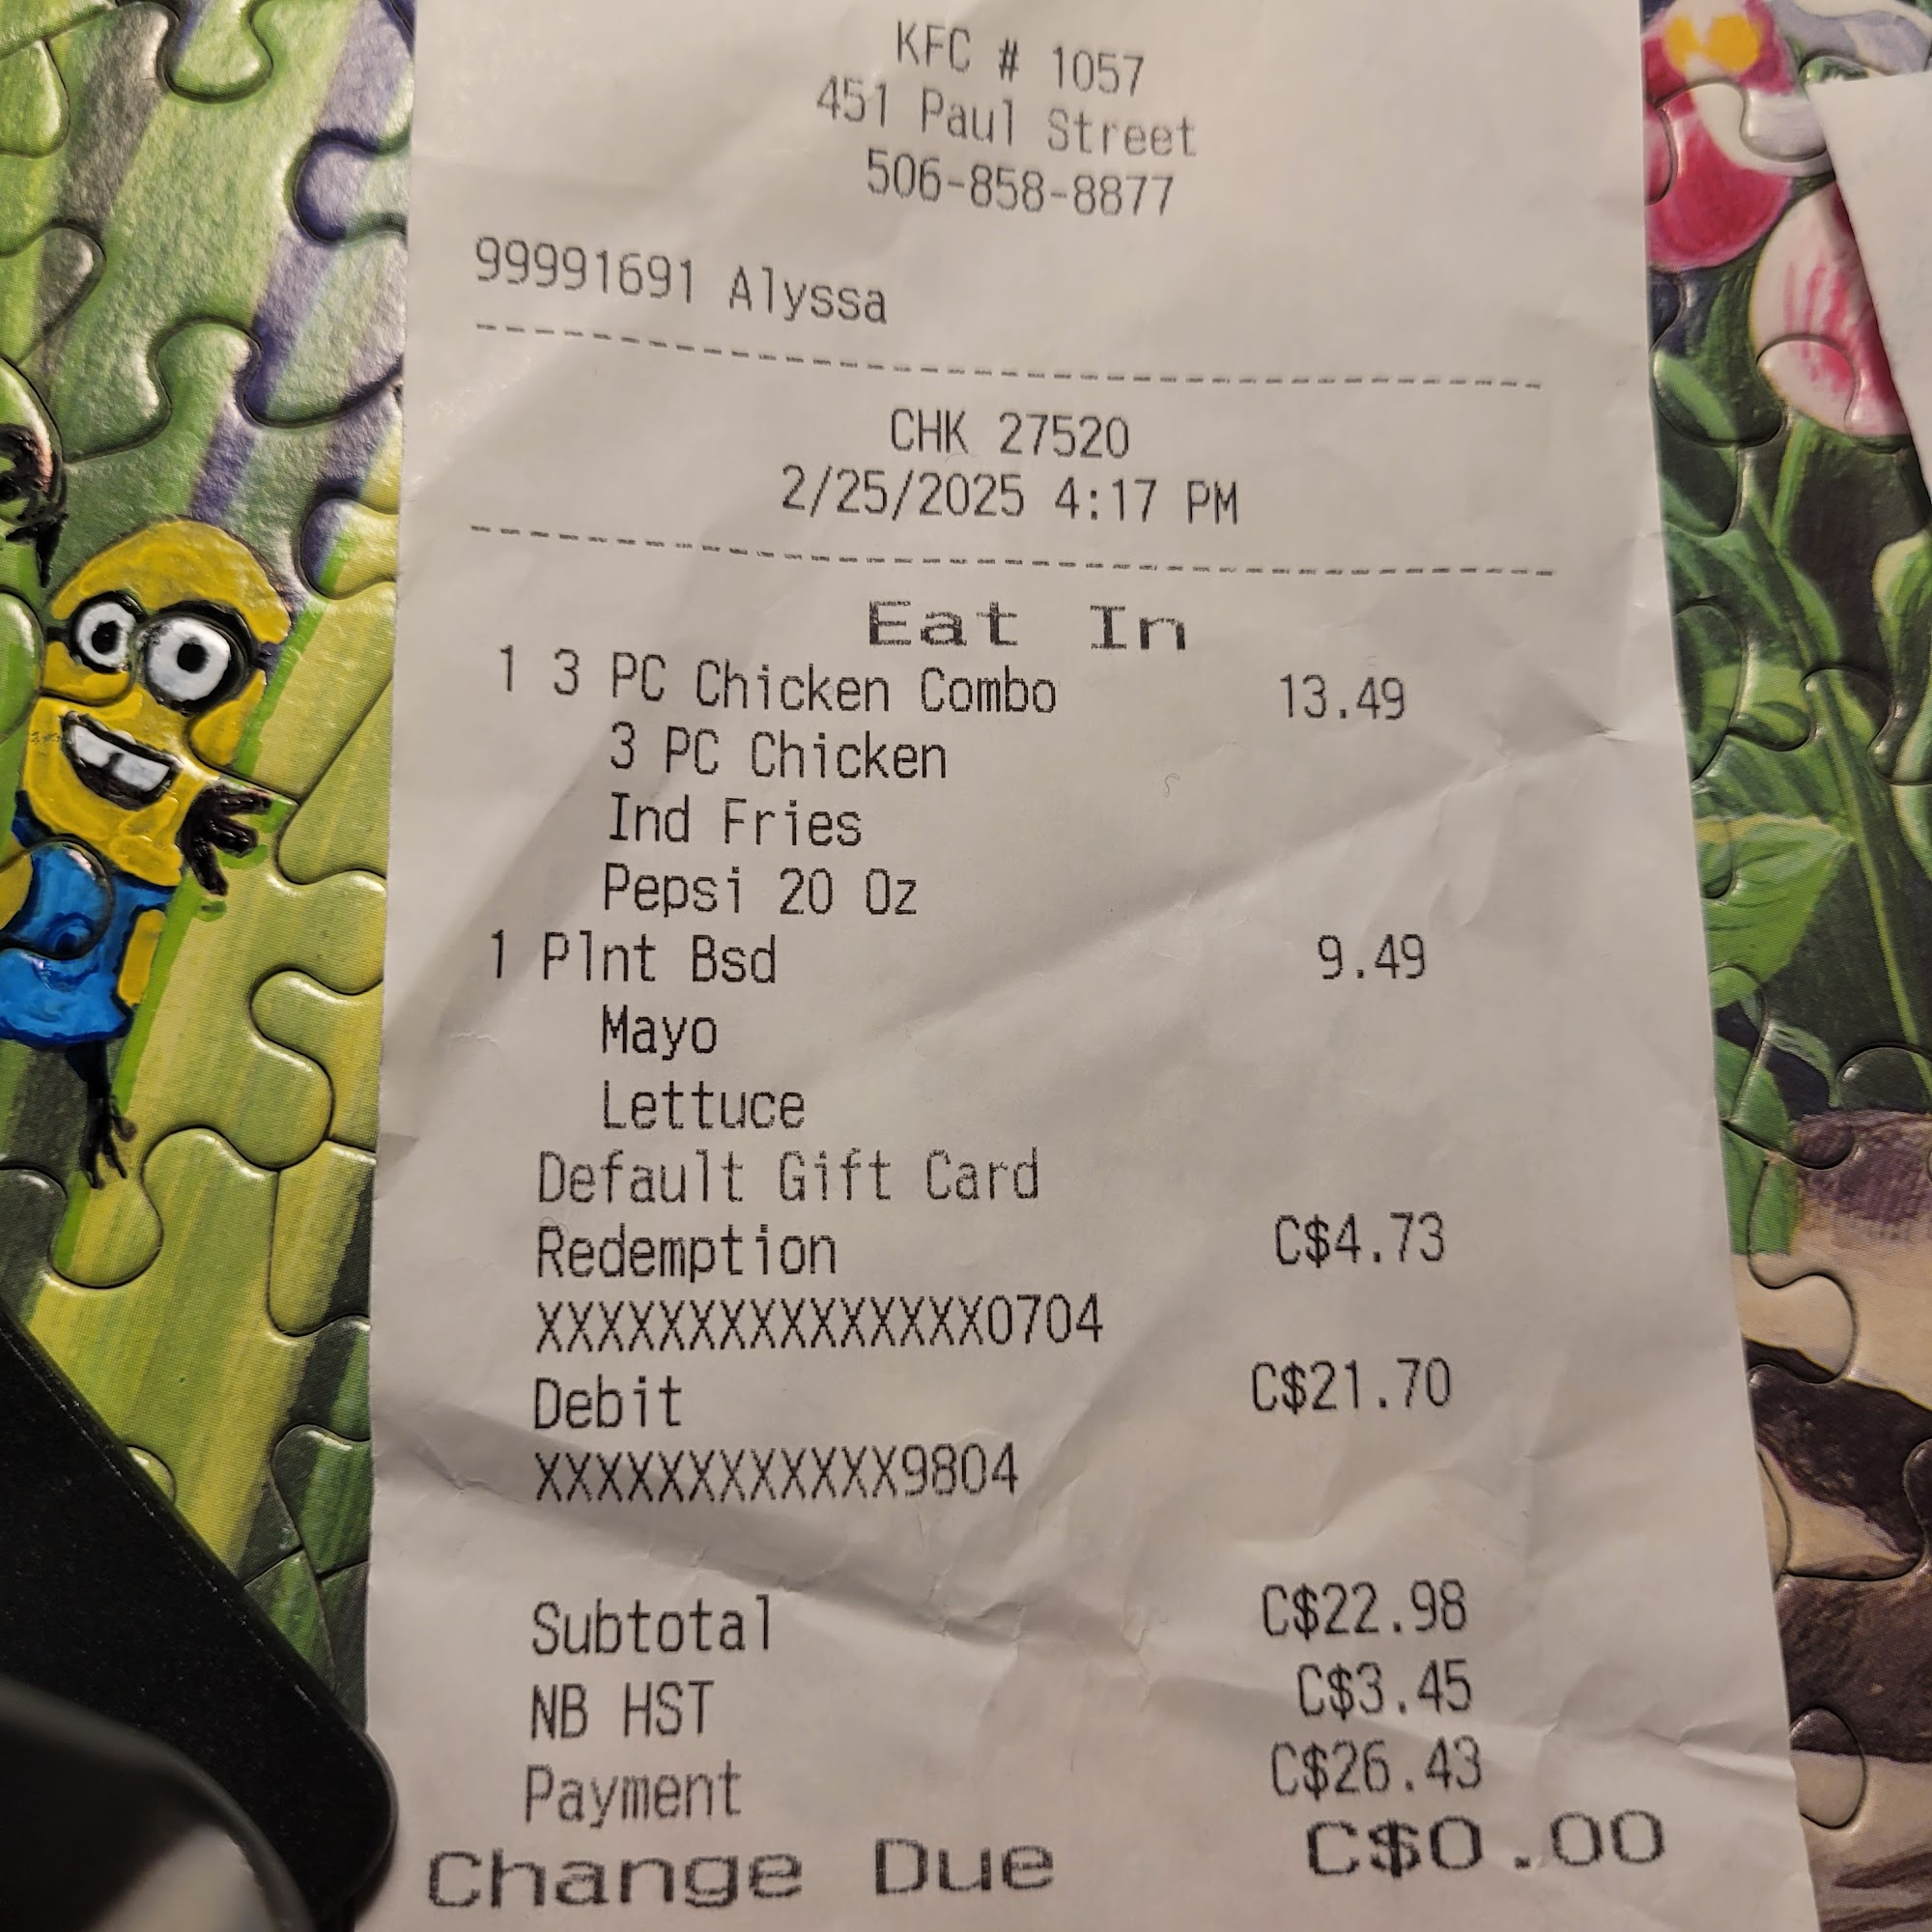 KFC # 1057
451 Paul Street
506-858-8877
99991691 Alyssa
CHK 27520
2/25/2025 4:17 PM
Eat In
1 3 PC Chicken Combo 13.49
3 PC Chicken
Ind Fries
Pepsi 20 Oz
1 Plnt Bsd 9.49
Mayo
Lettuce
Default Gift Card
Redemption C$4.73
XXXXXXXXXXXXXXX0704
Debit C$21.70
XXXXXXXXXXXX9804
Subtotal C$22.98
NB HST C$3.45
Payment C$26.43
Change Due C$0.00